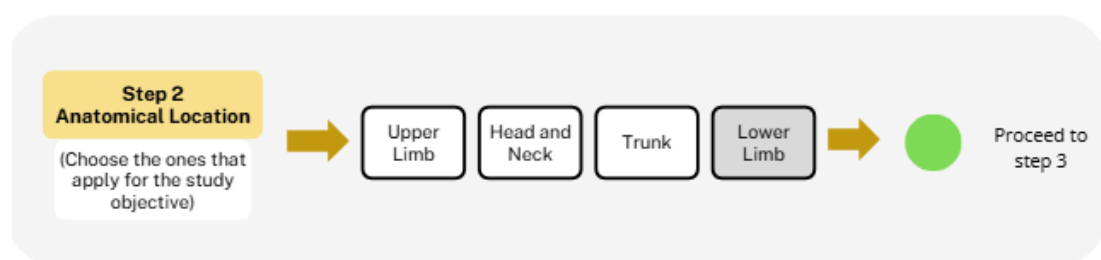 Step 2
Anatomical Location
(Choose the ones that
apply for the study
objective)
Upper
Limb
Head and
Neck
Trunk
Lower
Limb
Proceed to
step 3